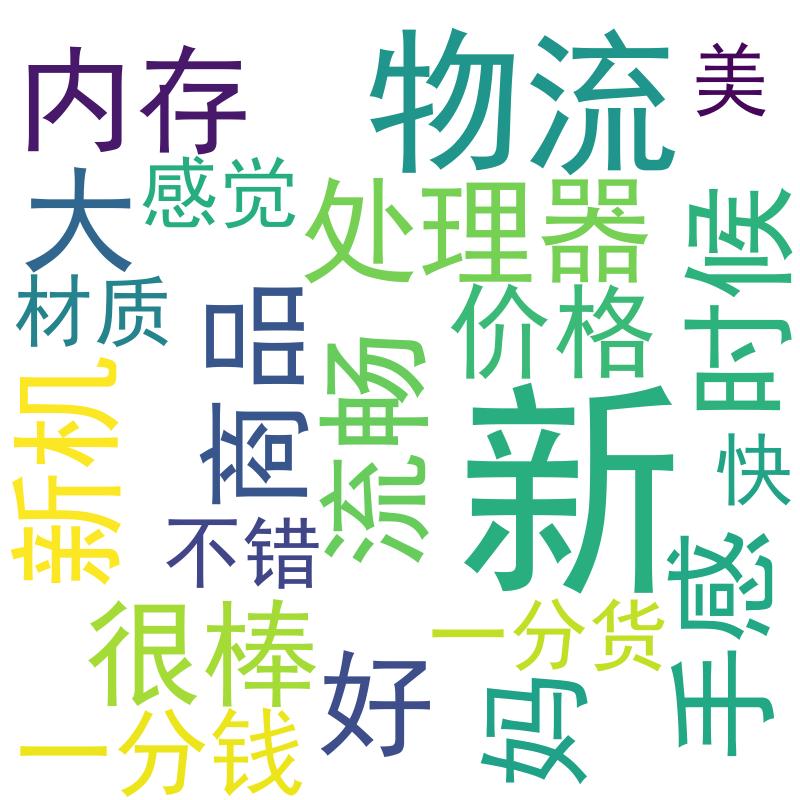 内存
物流
美
大
感觉
处理器
时候
材质
商品
价格
流畅
新机
新
快
不错
手感
很棒
一分货
好
妈
一分钱